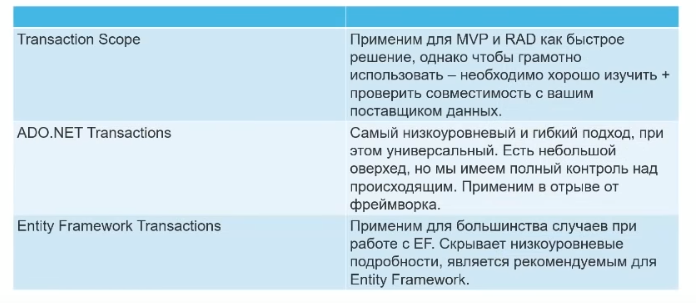 Transaction Scope
Применим для MVP и RAD как быстрое
решение, однако чтобы грамотно
использовать – необходимо хорошо изучить +
проверить совместимость с вашим
поставщиком данных.
ADO.NET Transactions
Самый низкоуровневый и гибкий подход, при
этом универсальный. Есть небольшой
оверхед, но мы имеем полный контроль над
происходящим. Применим в отрыве от
фреймворка.
Entity Framework Transactions
Применим для большинства случаев при
работе с EF. Скрывает низкоуровневые
подробности, является рекомендуемым для
Entity Framework.